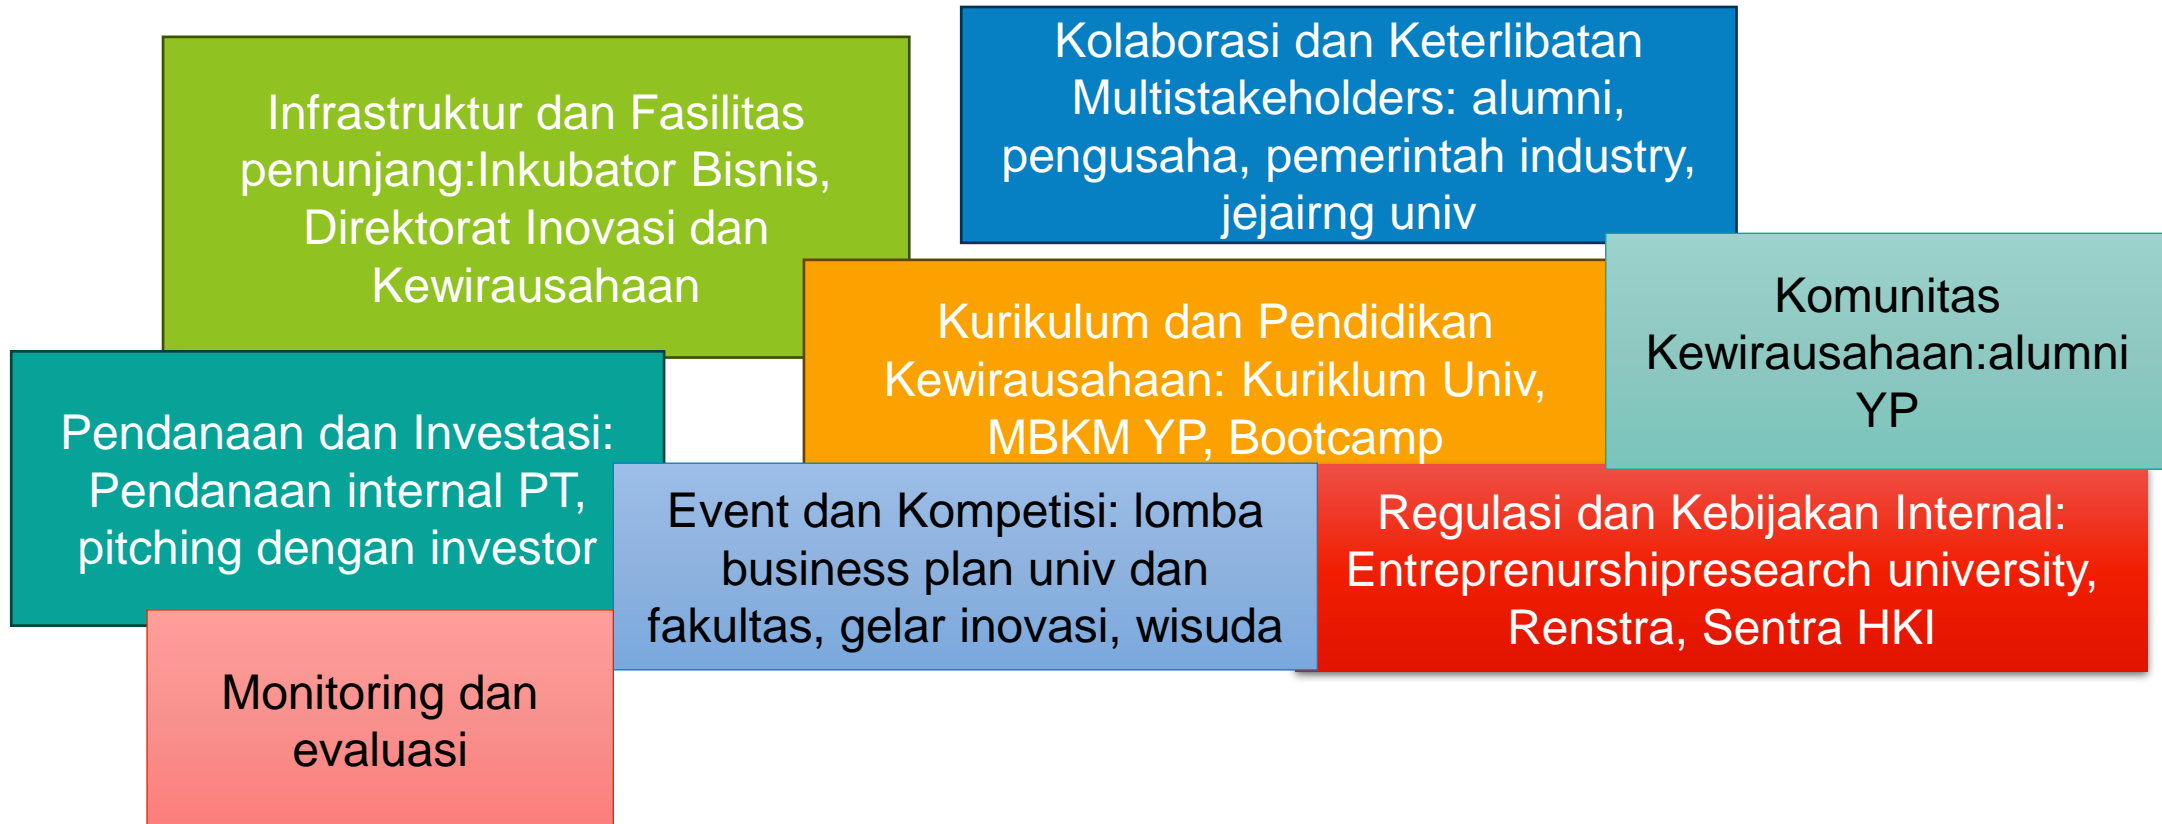 Infrastruktur dan Fasilitas
penunjang:Inkubator Bisnis,
Direktorat Inovasi dan
Kewirausahaan
Kolaborasi dan Keterlibatan
Multistakeholders: alumni,
pengusaha, pemerintah industry,
jejairng univ
Kurikulum dan Pendidikan
Kewirausahaan: Kuriklum Univ,
MBKM YP, Bootcamp
Komunitas
Kewirausahaan:alumni
YP
Pendanaan dan Investasi:
Pendanaan internal PT,
pitching dengan investor
Event dan Kompetisi: lomba
business plan univ dan
fakultas, gelar inovasi, wisuda
Regulasi dan Kebijakan Internal:
Entreprenurshipresearch university,
Renstra, Sentra HKI
Monitoring dan
evaluasi